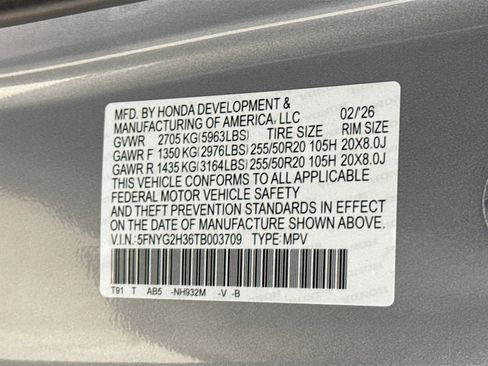 MFD. BY HONDA DEVELOPMENT &
MANUFACTURING OF AMERICA, LLC 02/'26
GVWR 2705 KG (5963LBS) TIRE SIZE RIM SIZE
GAWR F 1350 KG (2976LBS) 255/50R20 105H 20X8.0J
GAWR R 1435 KG (3164LBS) 255/50R20 105H 20X8.0J
THIS VEHICLE CONFORMS TO ALL APPLICABLE
FEDERAL MOTOR VEHICLE SAFETY
AND THEFT PREVENTION STANDARDS IN EFFECT
ON THE DATE OF MANUFACTURE SHOWN ABOVE.
V.I.N.: 5FNYG2H36TB003709 TYPE: MPV
T91 T AB5 -NH932M -V -B